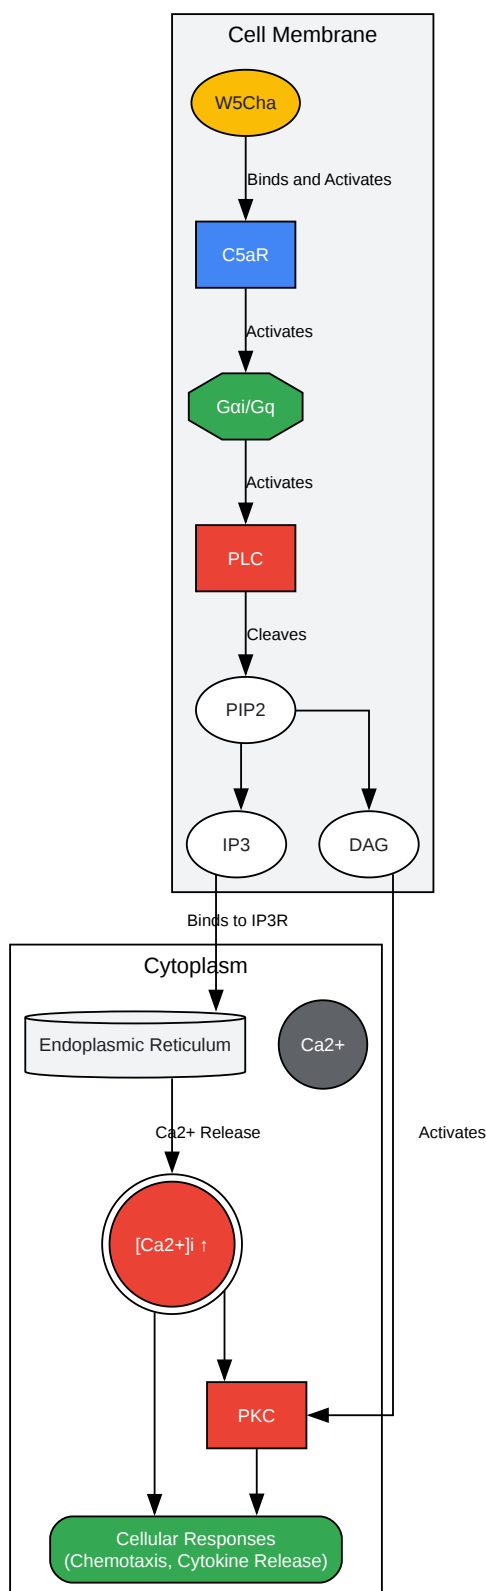 Cell Membrane
W5Cha
Binds and Activates
C5aR
Activates
Gαi/Gq
Activates
PLC
Cleaves
PIP2
IP3
DAG
Binds to IP3R
Cytoplasm
Endoplasmic Reticulum
Ca2+
Ca2+ Release
Activates
[Ca2+]i ↑
PKC
Cellular Responses
(Chemotaxis, Cytokine Release)